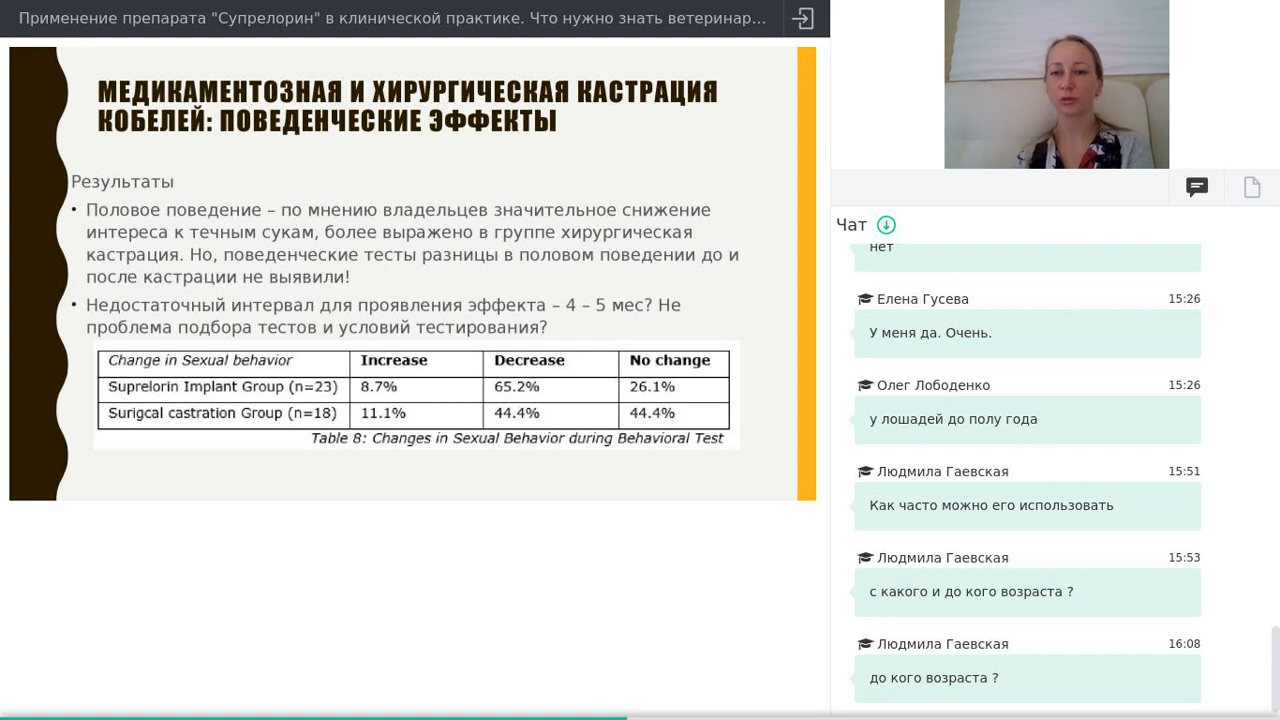 Применение препарата "Супрелорин" в клинической практике. Что нужно знать ветеринар...
МЕДИКАМЕНТОЗНАЯ И ХИРУРГИЧЕСКАЯ КАСТРАЦИЯ
КОБЕЛЕЙ: ПОВЕДЕНЧЕСКИЕ ЭФФЕКТЫ
Результаты
• Половое поведение – по мнению владельцев значительное снижение
интереса к течным сукам, более выражено в группе хирургическая
кастрация. Но, поведенческие тесты разницы в половом поведении до и
после кастрации не выявили!
• Недостаточный интервал для проявления эффекта – 4 – 5 мес? Не
проблема подбора тестов и условий тестирования?
Change in Sexual behavior Increase Decrease No change
Suprelorin Implant Group (n=23) 8.7% 65.2% 26.1%
Surigcal castration Group (n=18) 11.1% 44.4% 44.4%
Table 8: Changes in Sexual Behavior during Behavioral Test
Чат
нет
Елена Гусева 15:26
У меня да. Очень.
Олег Лободенко 15:26
у лошадей до полу года
Людмила Гаевская 15:51
Как часто можно его использовать
Людмила Гаевская 15:53
с какого и до кого возраста ?
Людмила Гаевская 16:08
до кого возраста ?